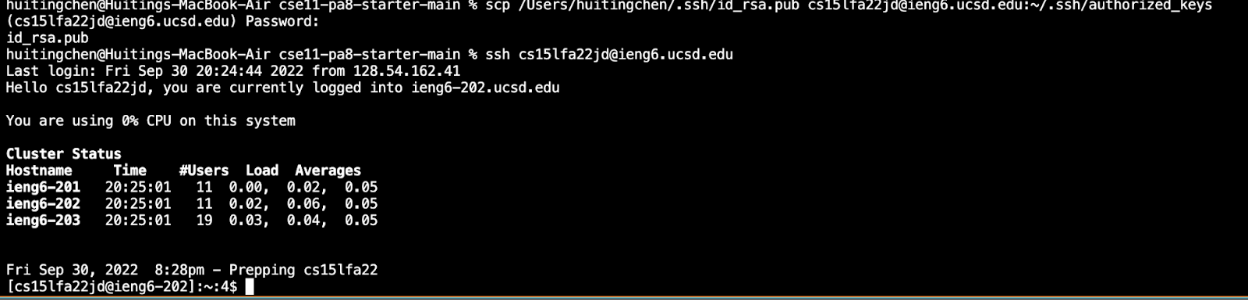 huitingchen@Huitings-MacBook-Air cse11-pa8-starter-main % scp /Users/huitingchen/.ssh/id_rsa.pub cs15lfa22jd@ieng6.ucsd.edu:~/.ssh/authorized_keys
(cs15lfa22jd@ieng6.ucsd.edu) Password:
id_rsa.pub
huitingchen@Huitings-MacBook-Air cse11-pa8-starter-main % ssh cs15lfa22jd@ieng6.ucsd.edu
Last login: Fri Sep 30 20:24:44 2022 from 128.54.162.41
Hello cs15lfa22jd, you are currently logged into ieng6-202.ucsd.edu
You are using 0% CPU on this system
Cluster Status
Hostname     Time    #Users  Load  Averages
ieng6-201   20:25:01   11  0.00,  0.02,  0.05
ieng6-202   20:25:01   11  0.02,  0.06,  0.05
ieng6-203   20:25:01   19  0.03,  0.04,  0.05
Fri Sep 30, 2022  8:28pm - Prepping cs15lfa22
[cs15lfa22jd@ieng6-202]:~:4$